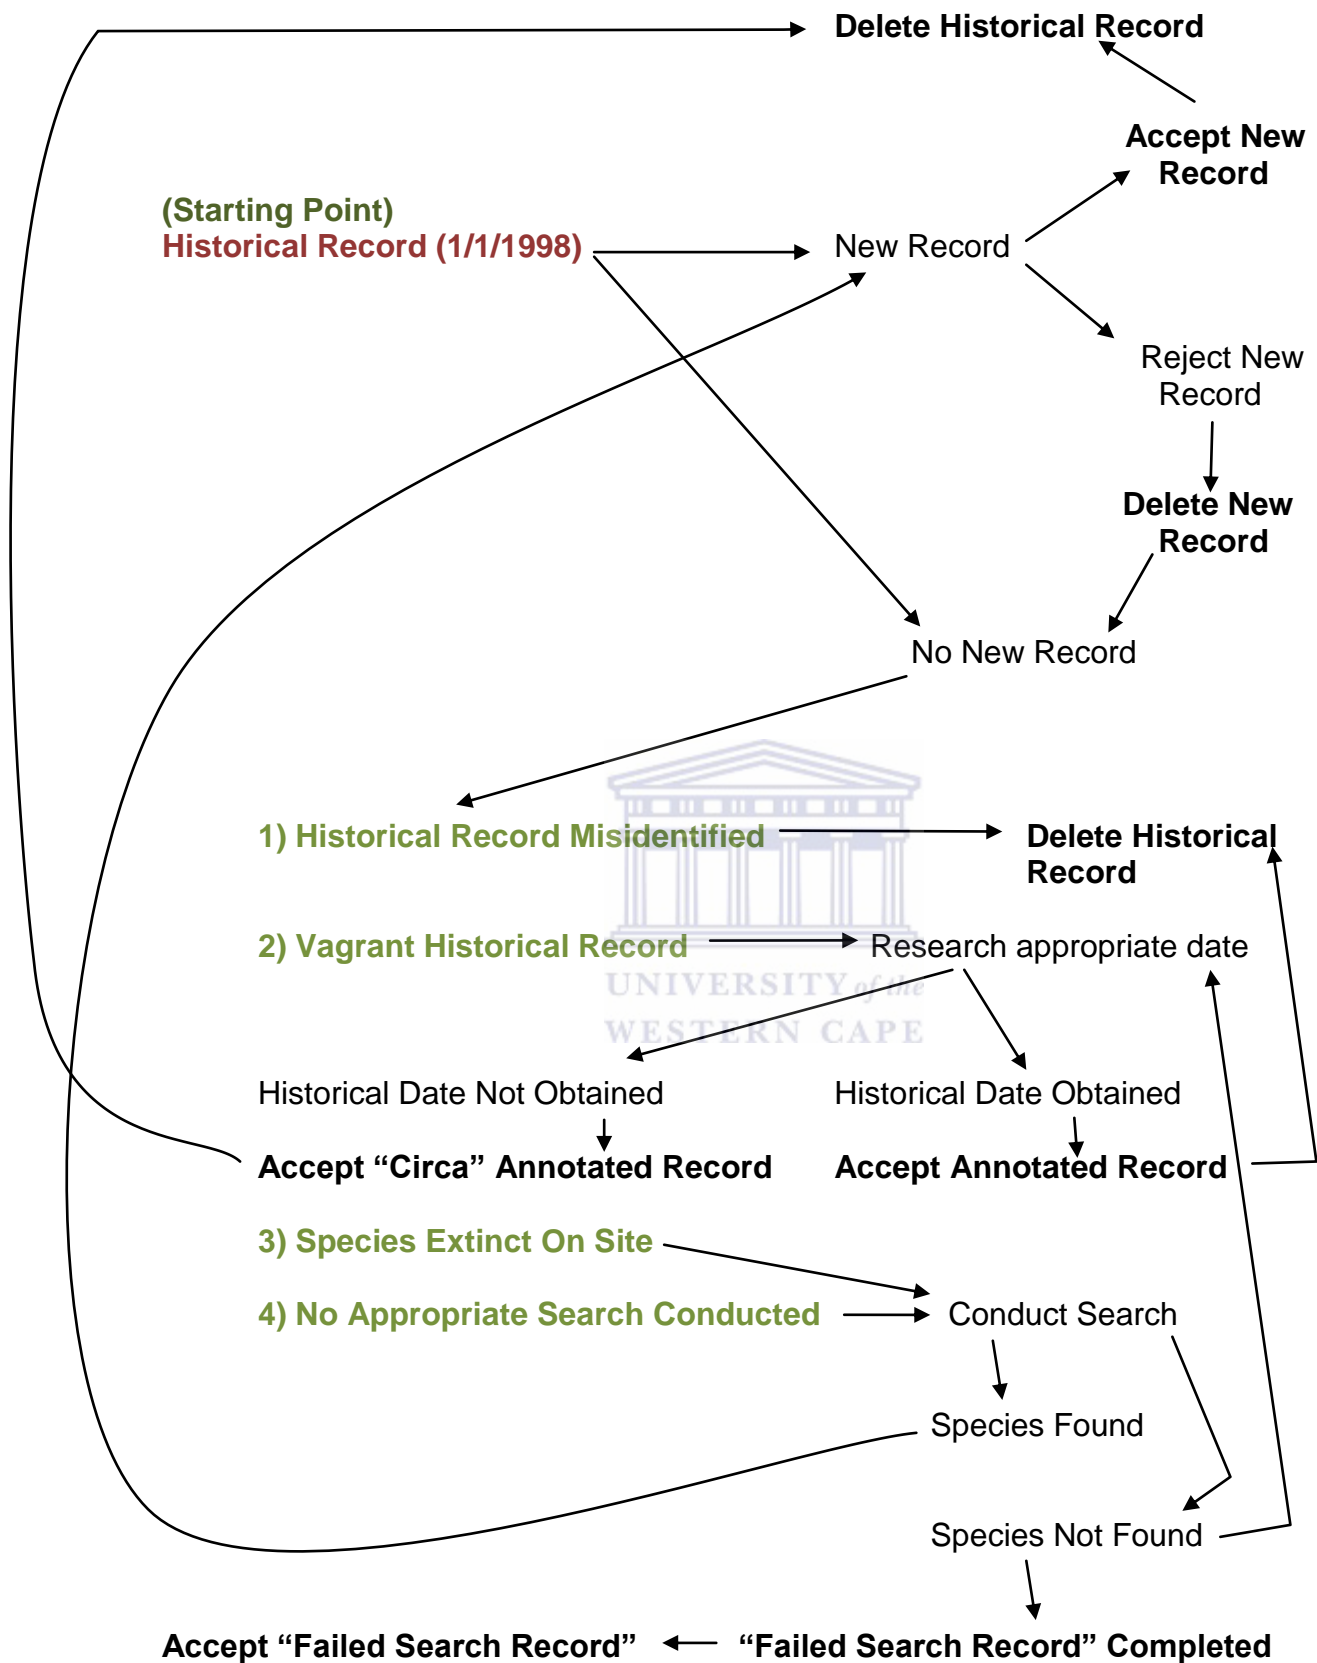 Delete Historical Record
Accept New
Record
(Starting Point)
Historical Record (1/1/1998)
New Record
Reject New
Record
Delete New
Record
No New Record
1) Historical Record Misidentified
Delete Historical
Record
2) Vagrant Historical Record
Research appropriate date
UNIVERSITY of the
WESTERN CAPE
Historical Date Not Obtained
Historical Date Obtained
Accept “Circa” Annotated Record
Accept Annotated Record
3) Species Extinct On Site
4) No Appropriate Search Conducted
Conduct Search
Species Found
Species Not Found
Accept “Failed Search Record”
“Failed Search Record” Completed